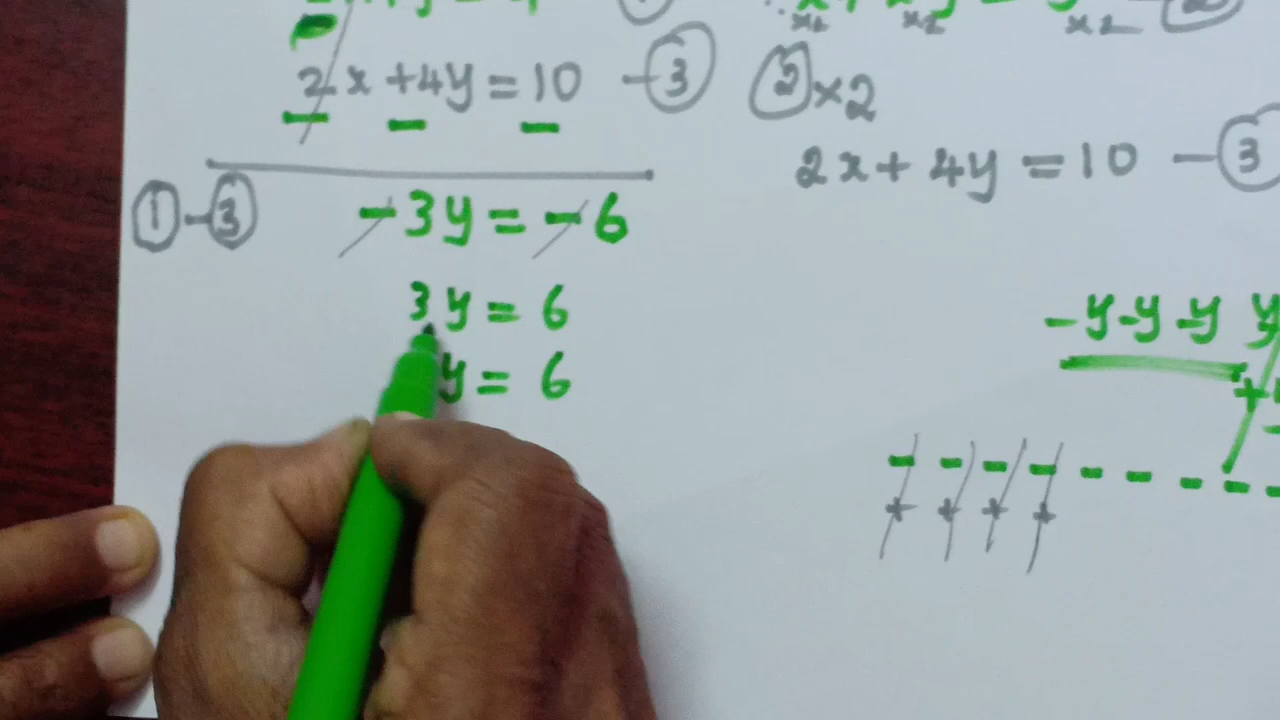 2x + 4y = 10 - ③
① - ③ -3y = -6
3y = 6
y = 6
② × 2
2x + 4y = 10 - ③
-y -y -y y
- - - - - - - - -
+ + + +